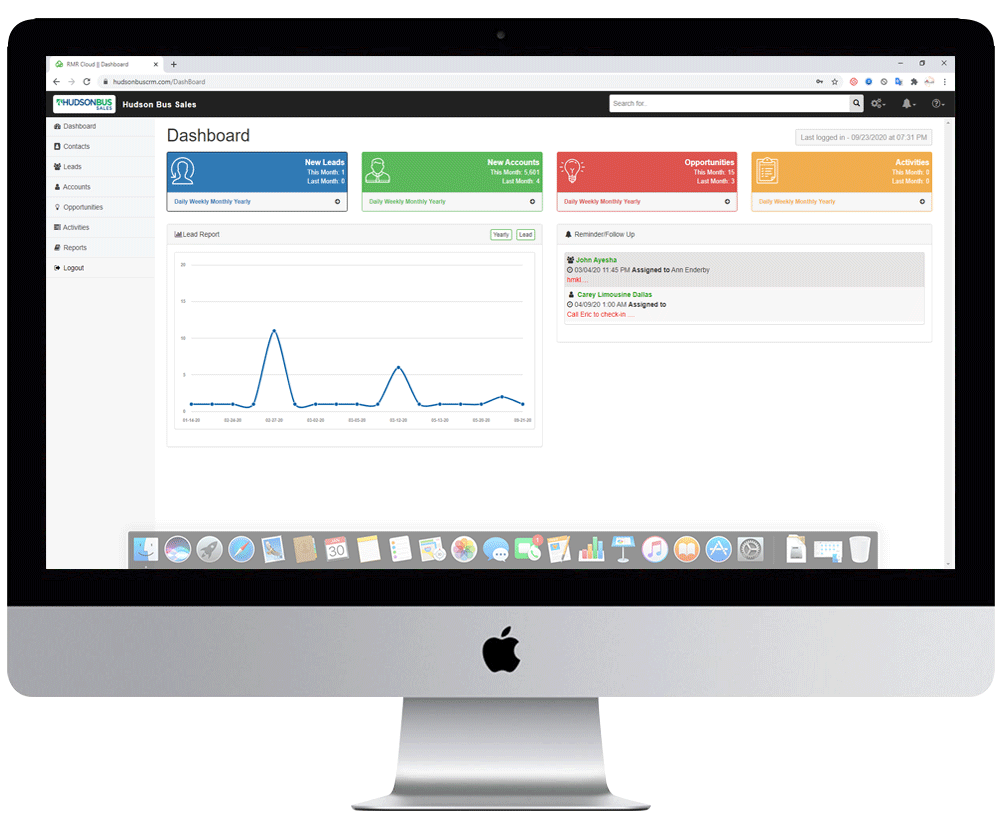 RMR Cloud || Dashboard
hudsonbuscrm.com/DashBoard
HUDSONBUS
SALES
Hudson Bus Sales
Search for..
Dashboard
Contacts
Leads
Accounts
Opportunities
Activities
Reports
Logout
Dashboard
Last logged in - 09/23/2020 at 07:31 PM
New Leads
This Month: 1
Last Month: 0
Daily Weekly Monthly Yearly
New Accounts
This Month: 5,601
Last Month: 4
Daily Weekly Monthly Yearly
Opportunities
This Month: 15
Last Month: 3
Daily Weekly Monthly Yearly
Activities
This Month: 0
Last Month: 0
Daily Weekly Monthly Yearly
Lead Report
Yearly
Lead
20
15
10
5
0
01-14-20 02-24-20 02-27-20 03-02-20 03-03-20 03-12-20 03-13-20 05-26-20 09-21-20
Reminder/Follow Up
John Ayesha
03/04/20 11:45 PM Assigned to Ann Enderby
hmkl....
Carey Limousine Dallas
04/09/20 1:00 AM Assigned to
Call Eric to check-in ....
30
1